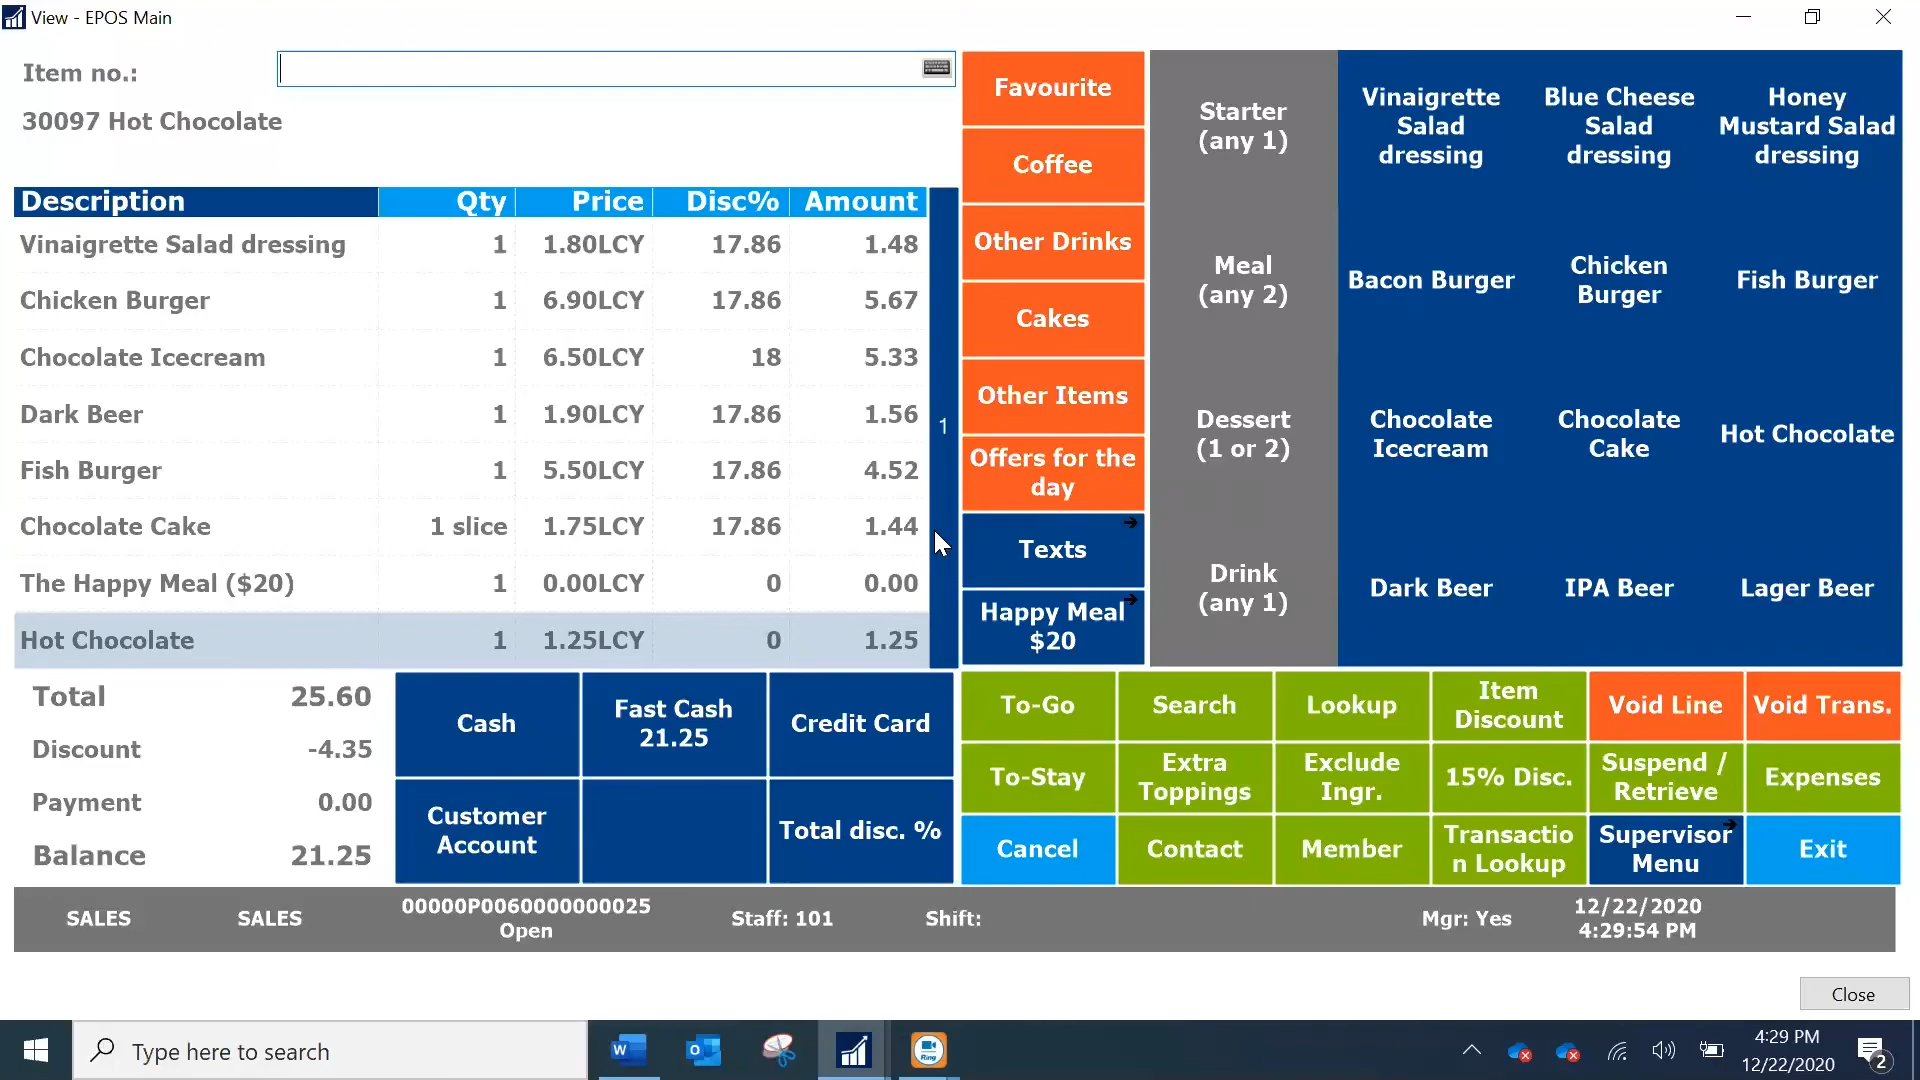 View - EPOS Main
Item no.:
30097 Hot Chocolate
Description Qty Price Disc% Amount
Vinaigrette Salad dressing 1 1.80LCY 17.86 1.48
Chicken Burger 1 6.90LCY 17.86 5.67
Chocolate Icecream 1 6.50LCY 18 5.33
Dark Beer 1 1.90LCY 17.86 1.56
Fish Burger 1 5.50LCY 17.86 4.52
Chocolate Cake 1 slice 1.75LCY 17.86 1.44
The Happy Meal ($20) 1 0.00LCY 0 0.00
Hot Chocolate 1 1.25LCY 0 1.25
1
Favourite
Coffee
Other Drinks
Cakes
Other Items
Offers for the
day
Texts
Happy Meal
$20
Starter
(any 1)
Vinaigrette
Salad
dressing
Blue Cheese
Salad
dressing
Honey
Mustard Salad
dressing
Meal
(any 2)
Bacon Burger
Chicken
Burger
Fish Burger
Dessert
(1 or 2)
Chocolate
Icecream
Chocolate
Cake
Hot Chocolate
Drink
(any 1)
Dark Beer
IPA Beer
Lager Beer
Total 25.60
Discount -4.35
Payment 0.00
Balance 21.25
Cash
Fast Cash
21.25
Credit Card
Customer
Account
Total disc. %
To-Go
Search
Lookup
Item
Discount
Void Line
Void Trans.
To-Stay
Extra
Toppings
Exclude
Ingr.
15% Disc.
Suspend /
Retrieve
Expenses
Cancel
Contact
Member
Transactio
n Lookup
Supervisor
Menu
Exit
SALES
SALES
00000P0060000000025
Open
Staff: 101
Shift:
Mgr: Yes
12/22/2020
4:29:54 PM
Close
Type here to search
W
O
Ring
4:29 PM
12/22/2020
2